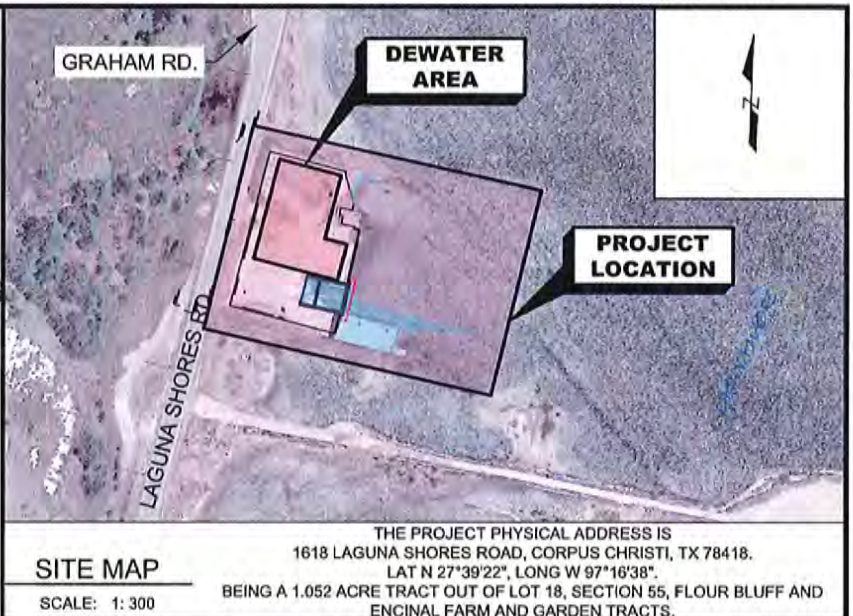 GRAHAM RD.
DEWATER
AREA
N
PROJECT
LOCATION
LAGUNA SHORES RD
SITE MAP
SCALE: 1: 300
THE PROJECT PHYSICAL ADDRESS IS
1618 LAGUNA SHORES ROAD, CORPUS CHRISTI, TX 78418.
LAT N 27°39'22", LONG W 97°16'38".
BEING A 1.052 ACRE TRACT OUT OF LOT 18, SECTION 55, FLOUR BLUFF AND
ENCINAL FARM AND GARDEN TRACTS.